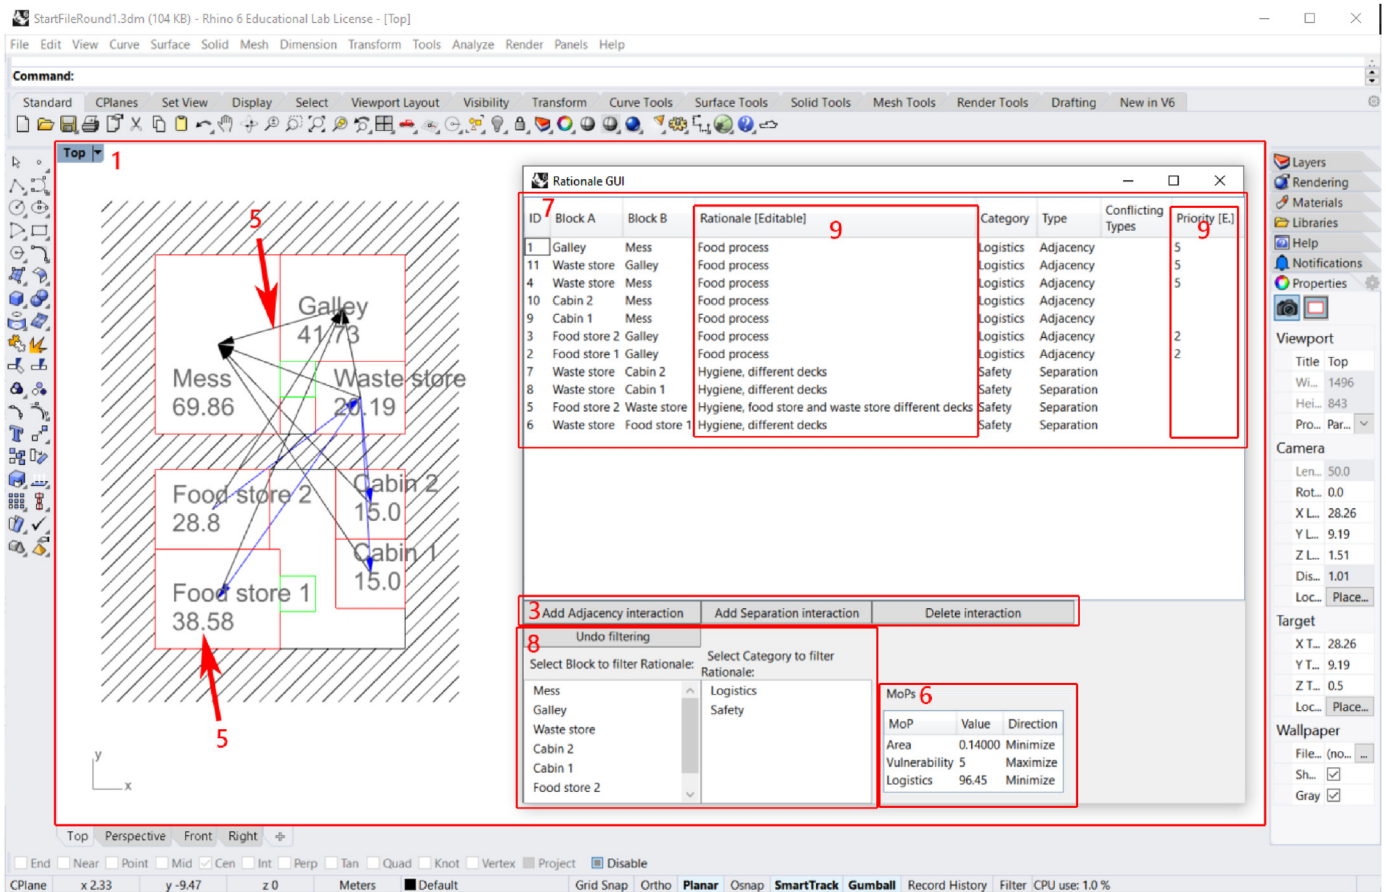 StartFileRound1.3dm (104 KB) - Rhino 6 Educational Lab License - [Top]
File Edit View Curve Surface Solid Mesh Dimension Transform Tools Analyze Render Panels Help
Command:
Standard CPlanes Set View Display Select Viewport Layout Visibility Transform Curve Tools Surface Tools Solid Tools Mesh Tools Render Tools Drafting New in V6
Top 1
5
Galley
41.73
Mess
69.86
Waste store
20.19
Food store 2
28.8
Cabin 2
15.0
Cabin 1
15.0
Food store 1
38.58
5
y
x
Rationale GUI
7
ID Block A Block B Rationale [Editable] Category Type Conflicting Types Priority [E.]
9 9
1 Galley Mess Food process Logistics Adjacency 5
11 Waste store Galley Food process Logistics Adjacency 5
4 Waste store Mess Food process Logistics Adjacency 5
10 Cabin 2 Mess Food process Logistics Adjacency
9 Cabin 1 Mess Food process Logistics Adjacency
3 Food store 2 Galley Food process Logistics Adjacency 2
2 Food store 1 Galley Food process Logistics Adjacency 2
7 Waste store Cabin 2 Hygiene, different decks Safety Separation
8 Waste store Cabin 1 Hygiene, different decks Safety Separation
5 Food store 2 Waste store Hygiene, food store and waste store different decks Safety Separation
6 Waste store Food store 1 Hygiene, different decks Safety Separation
3 Add Adjacency interaction Add Separation interaction Delete interaction
8 Undo filtering
Select Block to filter Rationale:
Mess
Galley
Waste store
Cabin 2
Cabin 1
Food store 2
Select Category to filter
Rationale:
Logistics
Safety
MoPs 6
MoP Value Direction
Area 0.14000 Minimize
Vulnerability 5 Maximize
Logistics 96.45 Minimize
Layers
Rendering
Materials
Libraries
Help
Notifications
Properties
Viewport
Title Top
Wi... 1496
Hei... 843
Pro... Par...
Camera
Len... 50.0
Rot... 0.0
X L... 28.26
Y L... 9.19
Z L... 1.51
Dis... 1.01
Loc... Place...
Target
X T... 28.26
Y T... 9.19
Z T... 0.5
Loc... Place...
Wallpaper
File... (no... ...
Sh...
Gray
Top Perspective Front Right
End Near Point Mid Cen Int Perp Tan Quad Knot Vertex Project Disable
CPlane x 2.33 y -9.47 z 0 Meters Default Grid Snap Ortho Planar Osnap SmartTrack Gumball Record History Filter CPU use: 1.0 %